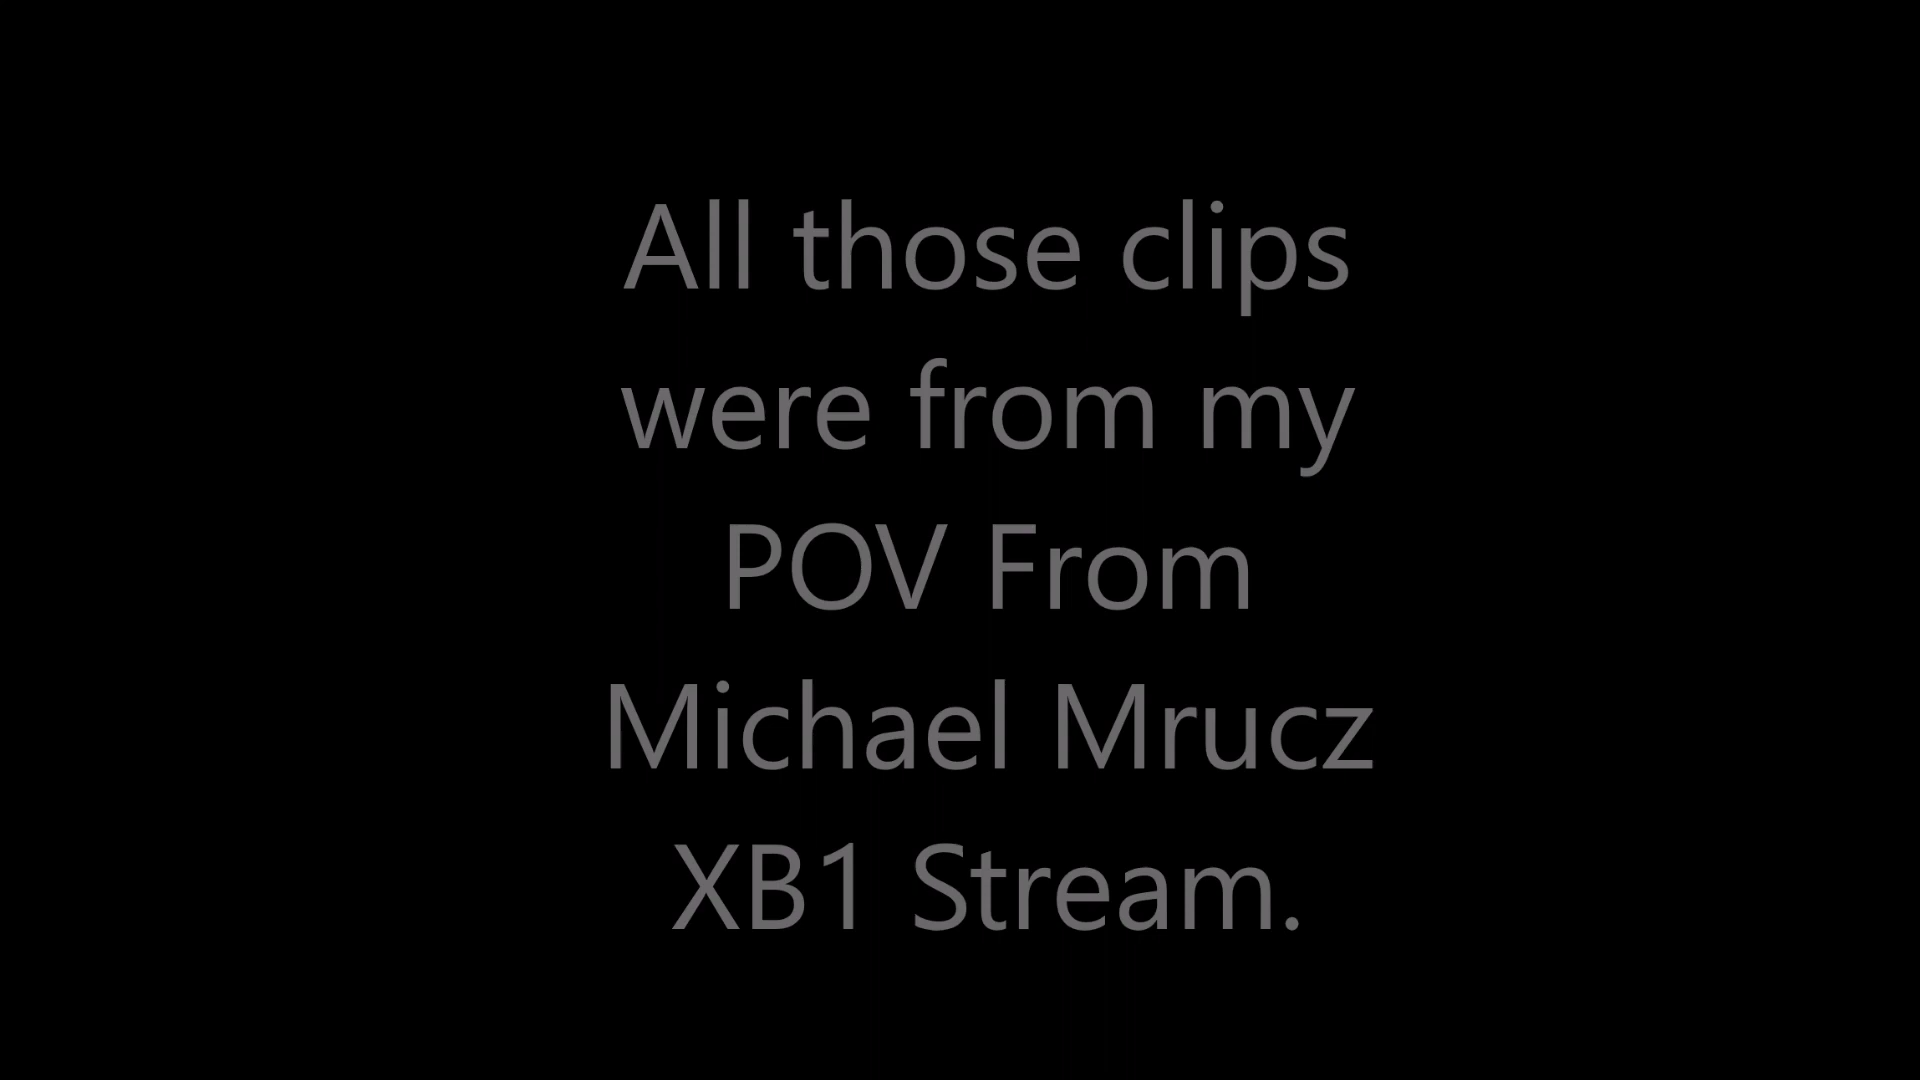 All those clips
were from my
POV From
Michael Mrucz
XB1 Stream.